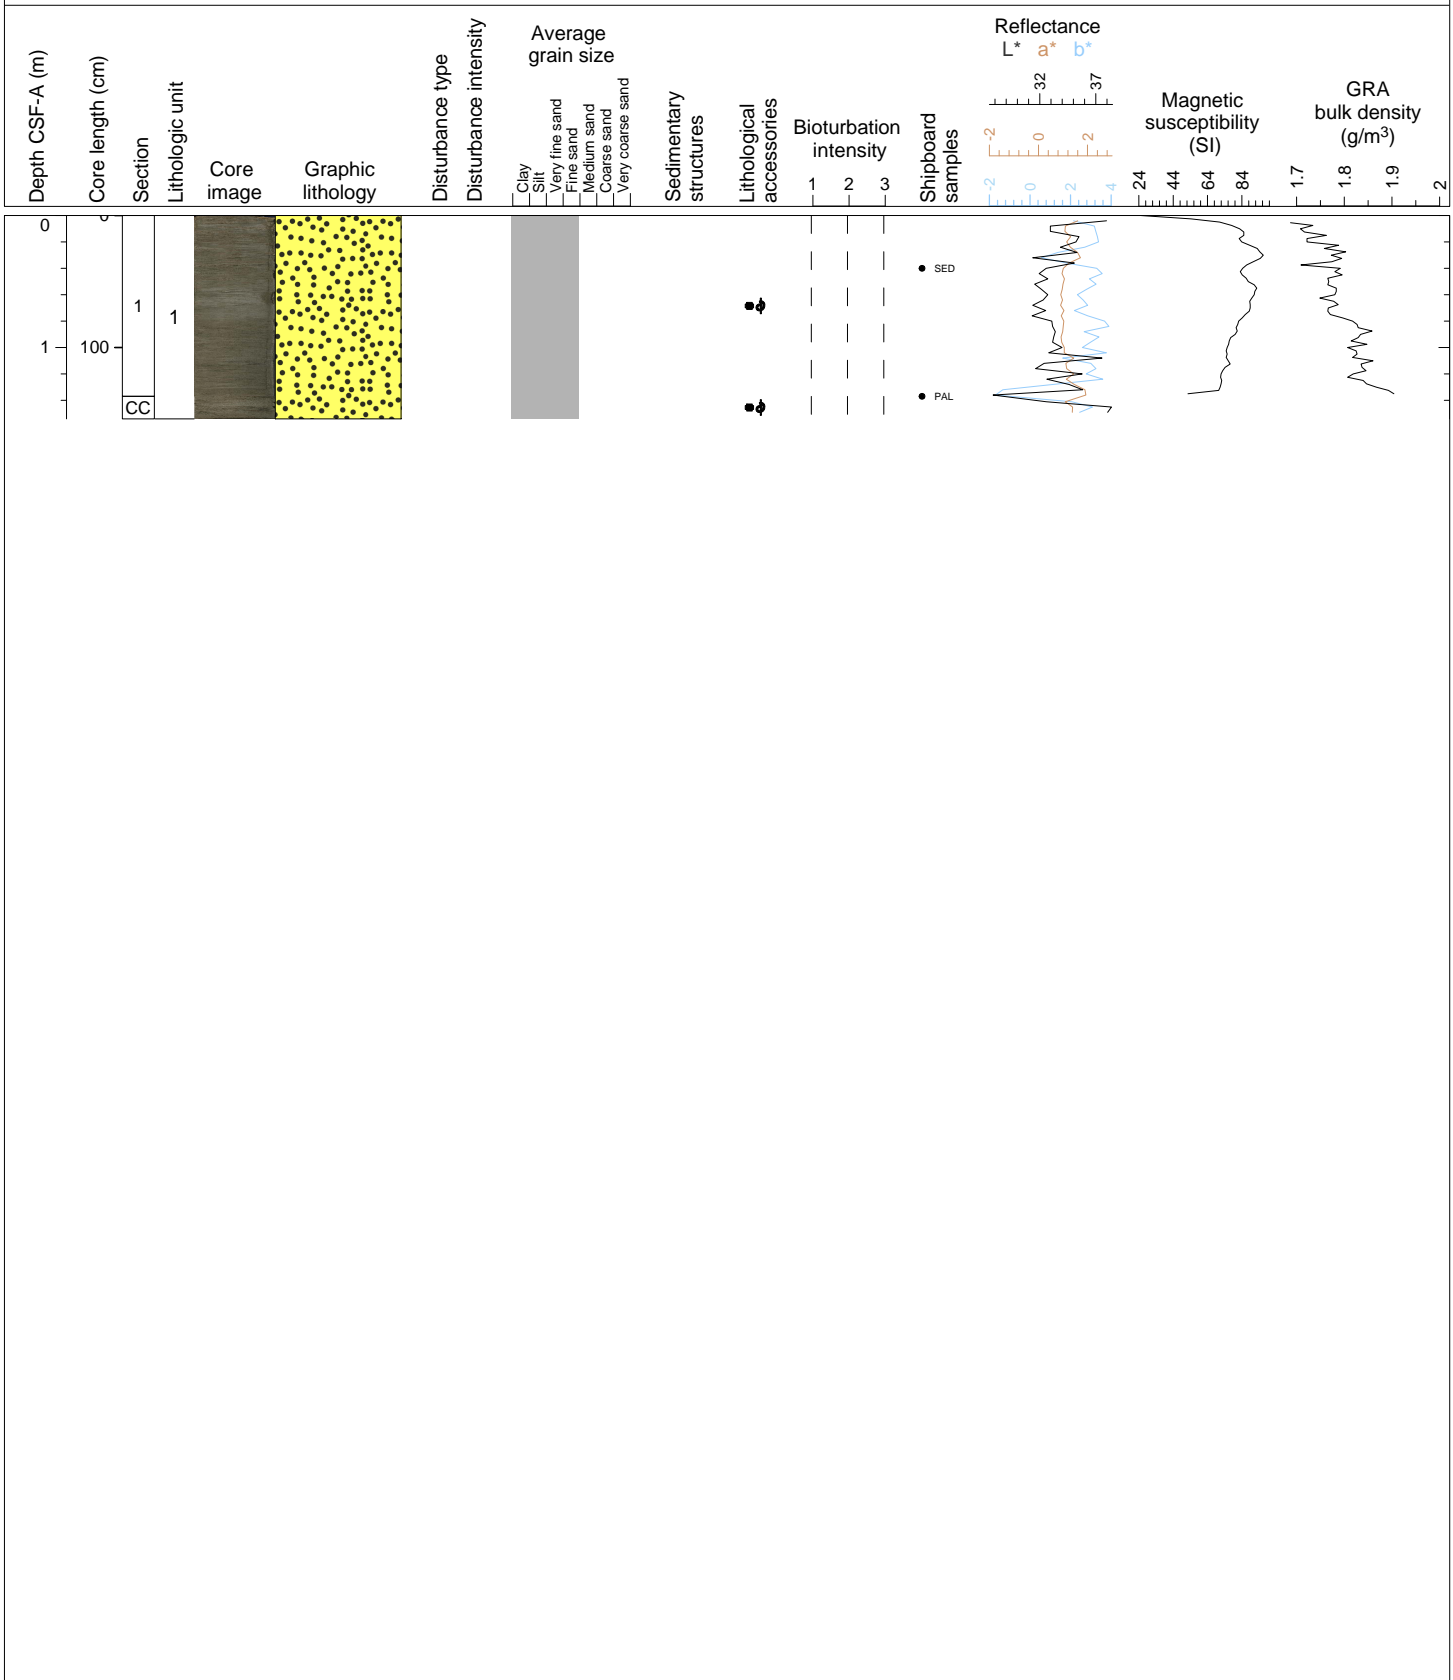 Depth CSF-A (m)
Core length (cm)
Section
Lithologic unit
Core
image
Graphic
lithology
Disturbance type
Disturbance intensity
Average
grain size
Clay
Silt
Very fine sand
Fine sand
Medium sand
Coarse sand
Very coarse sand
Sedimentary
structures
Lithological
accessories
Bioturbation
intensity
1 2 3
Shipboard
samples
Reflectance
L* a* b*
32 37
-2 0 2
-2 0 2 4
Magnetic
susceptibility
(SI)
24 44 64 84
GRA
bulk density
(g/m³)
1.7 1.8 1.9 2
0 0
SED
1 1
1 100
PAL
CC